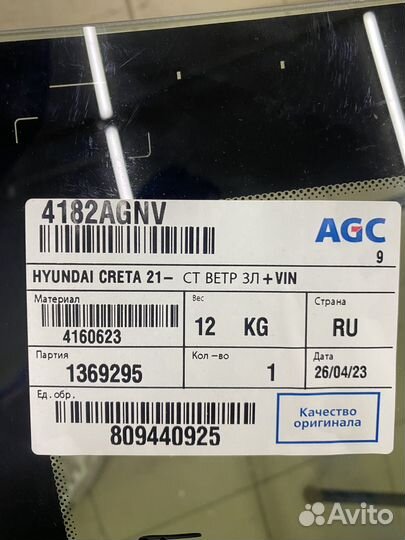 4182AGNV
AGC
9
HYUNDAI CRETA 21- СТ ВЕТР ЗЛ+VIN
Материал
4160623
Вес
12 KG
Страна
RU
Партия
1369295
Кол-во
1
Дата
26/04/23
Ед. обр.
809440925
Качество
оригинала
Avito